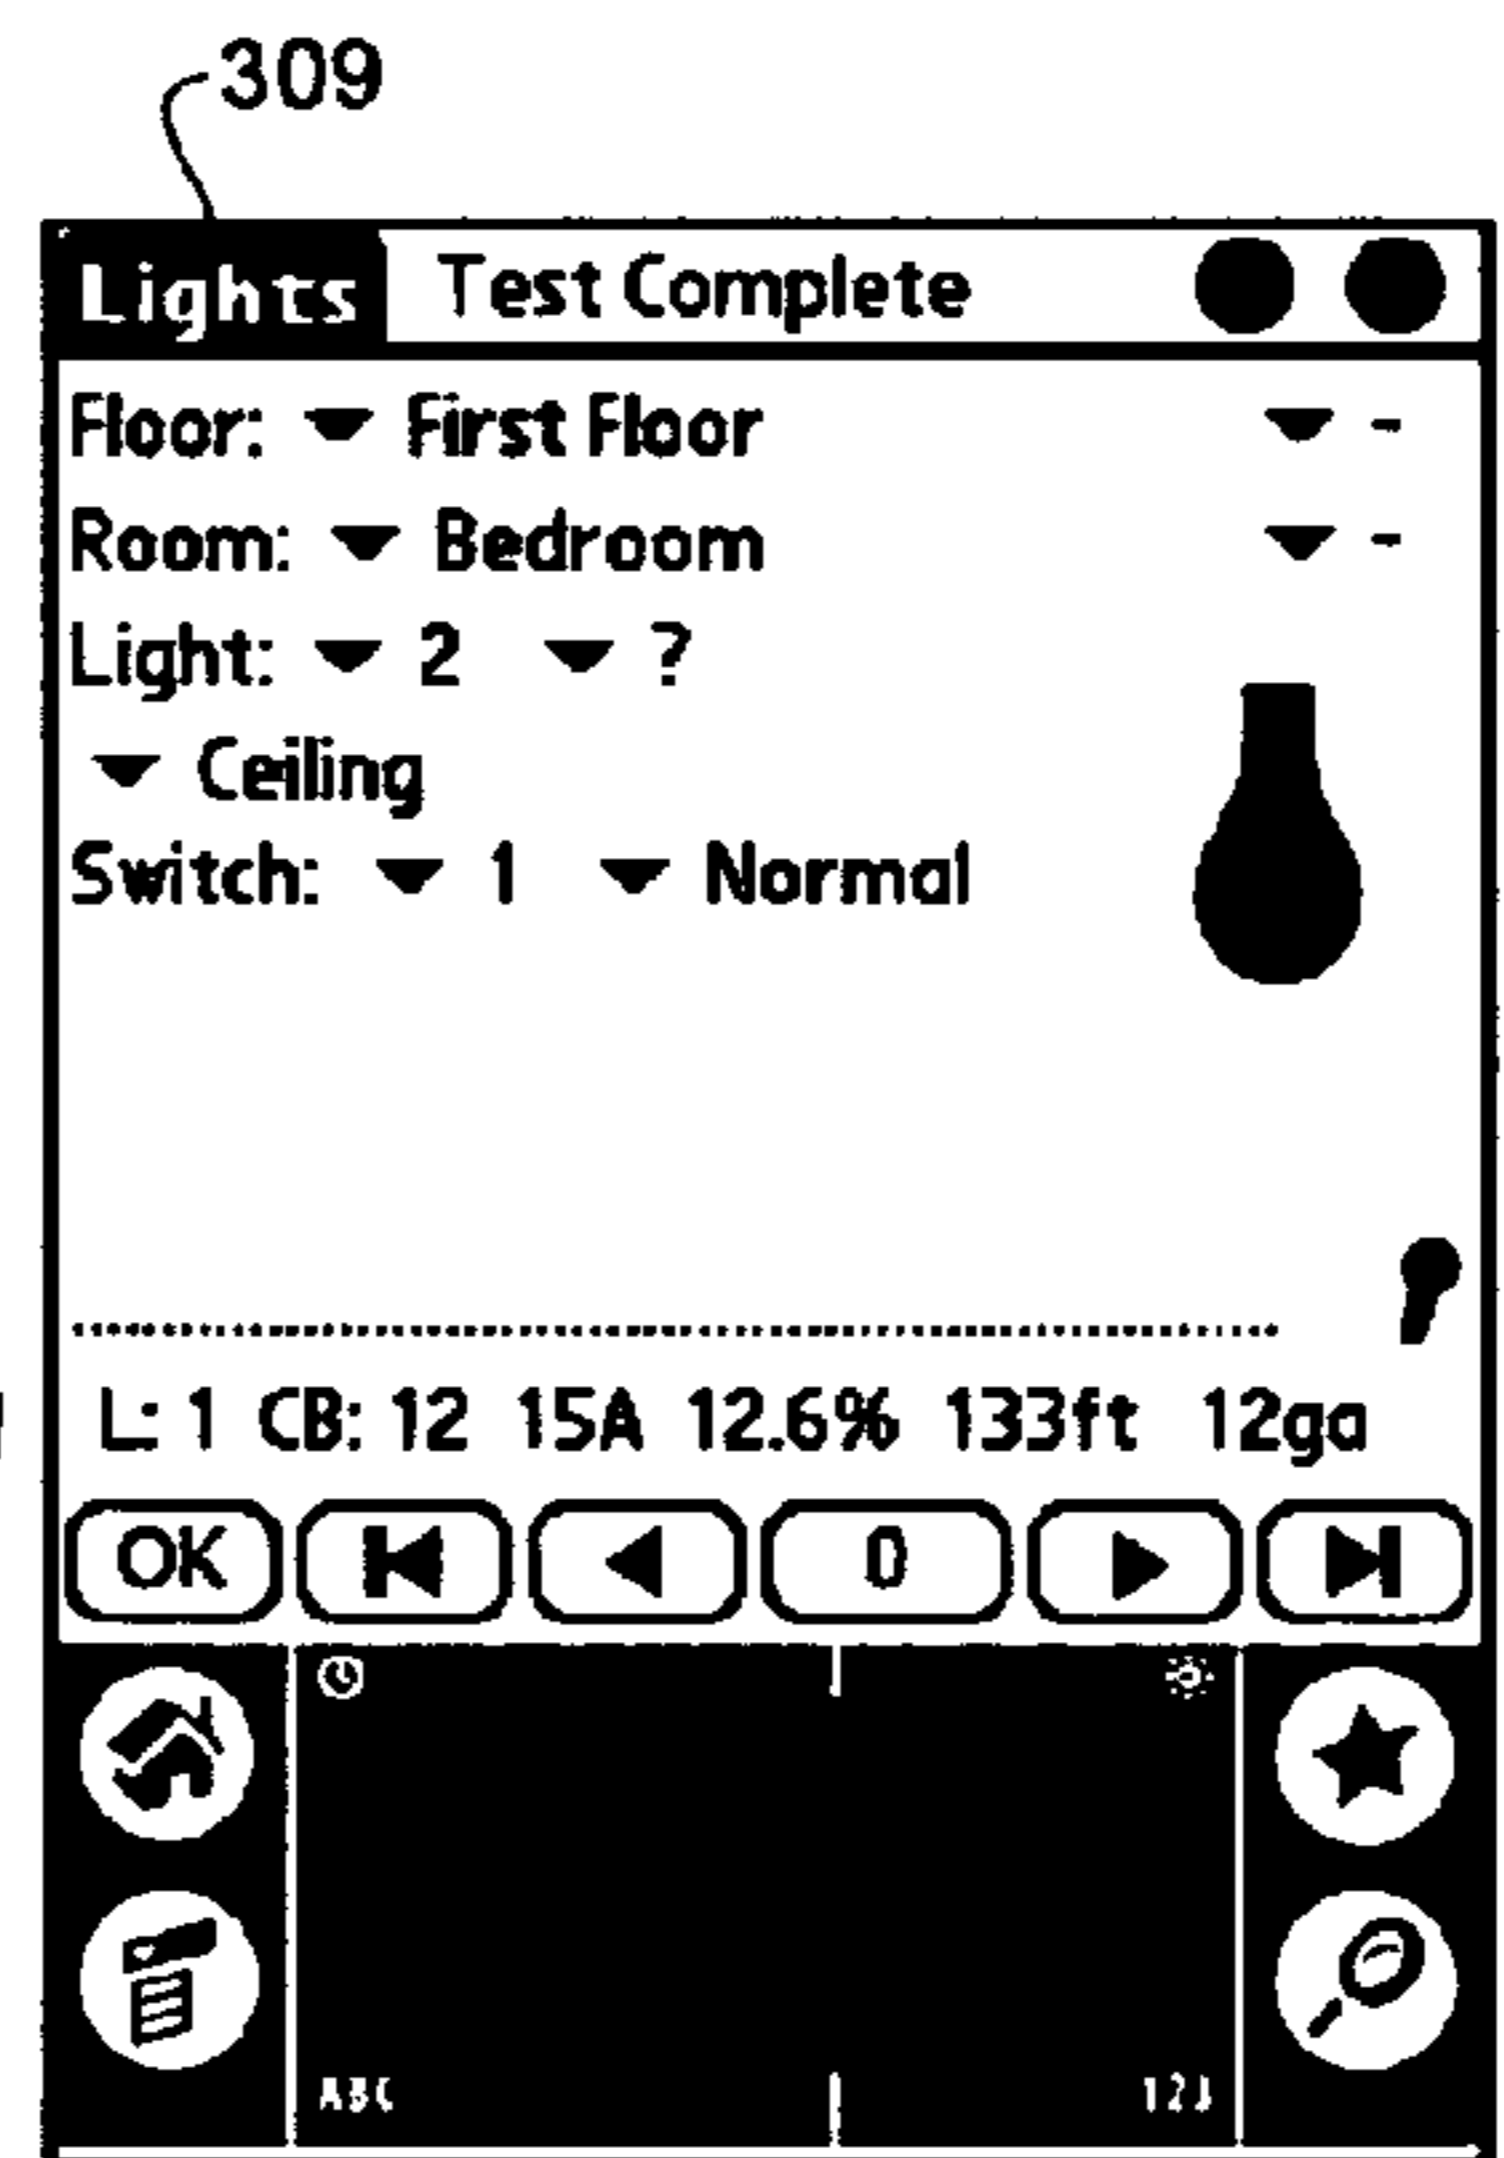 309
Lights Test Complete
Floor: First Floor -
Room: Bedroom -
Light: 2 ?
Ceiling
Switch: 1 Normal
L: 1 CB: 12 15A 12.6% 133ft 12ga
OK 0
ABC 123